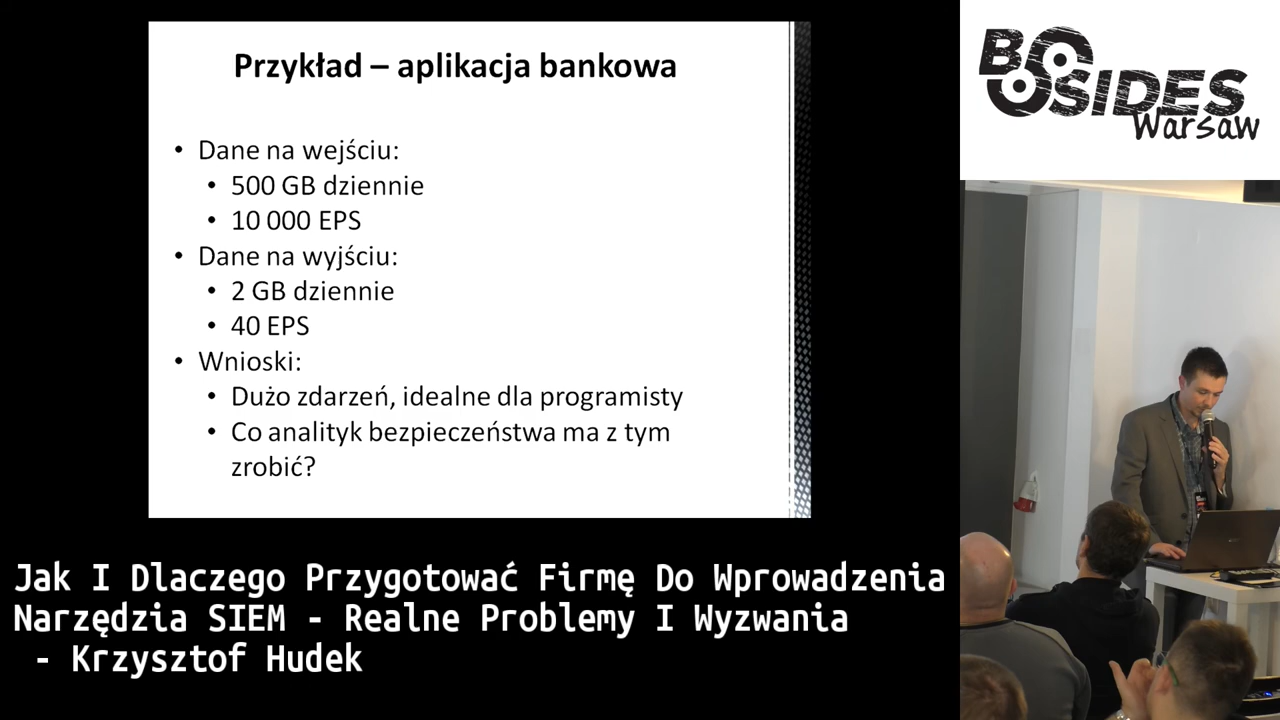 Przykład – aplikacja bankowa
• Dane na wejściu:
• 500 GB dziennie
• 10 000 EPS
• Dane na wyjściu:
• 2 GB dziennie
• 40 EPS
• Wnioski:
• Dużo zdarzeń, idealne dla programisty
• Co analityk bezpieczeństwa ma z tym
zrobić?
BSIDES
Warsaw
Jak I Dlaczego Przygotować Firmę Do Wprowadzenia
Narzędzia SIEM - Realne Problemy I Wyzwania
- Krzysztof Hudek